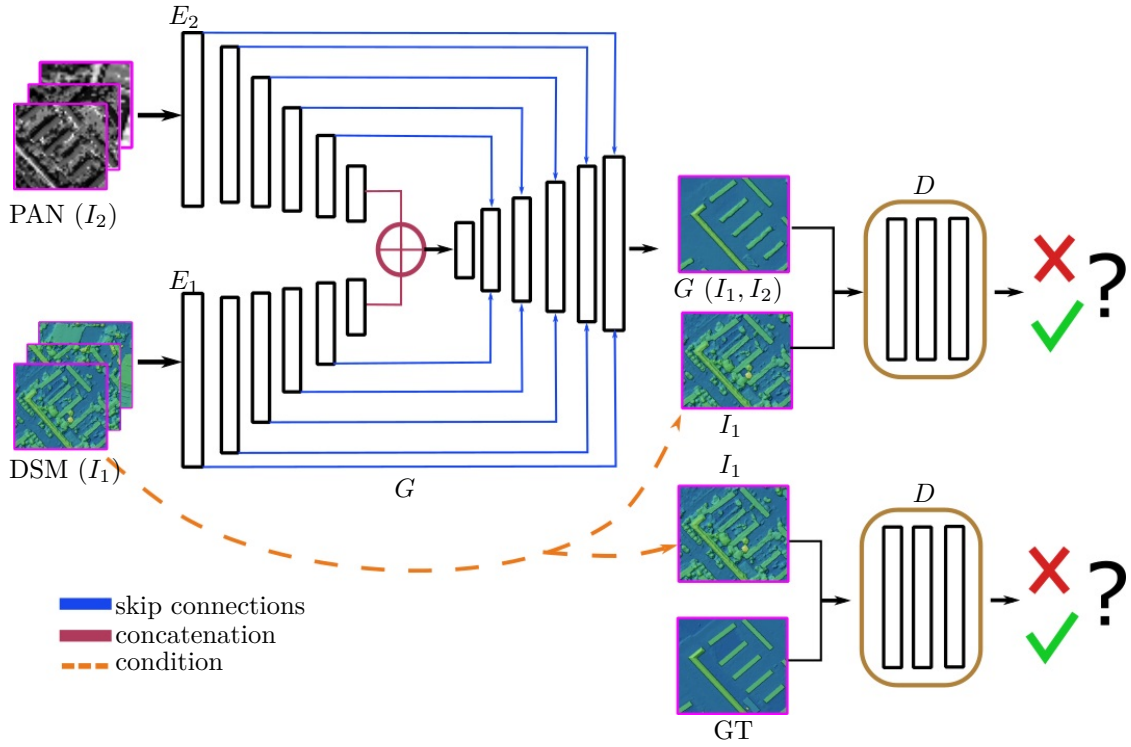 E₂
PAN (I₂)
E₁
DSM (I₁)
G
G (I₁, I₂)
I₁
D
?
I₁
D
?
GT
skip connections
concatenation
condition